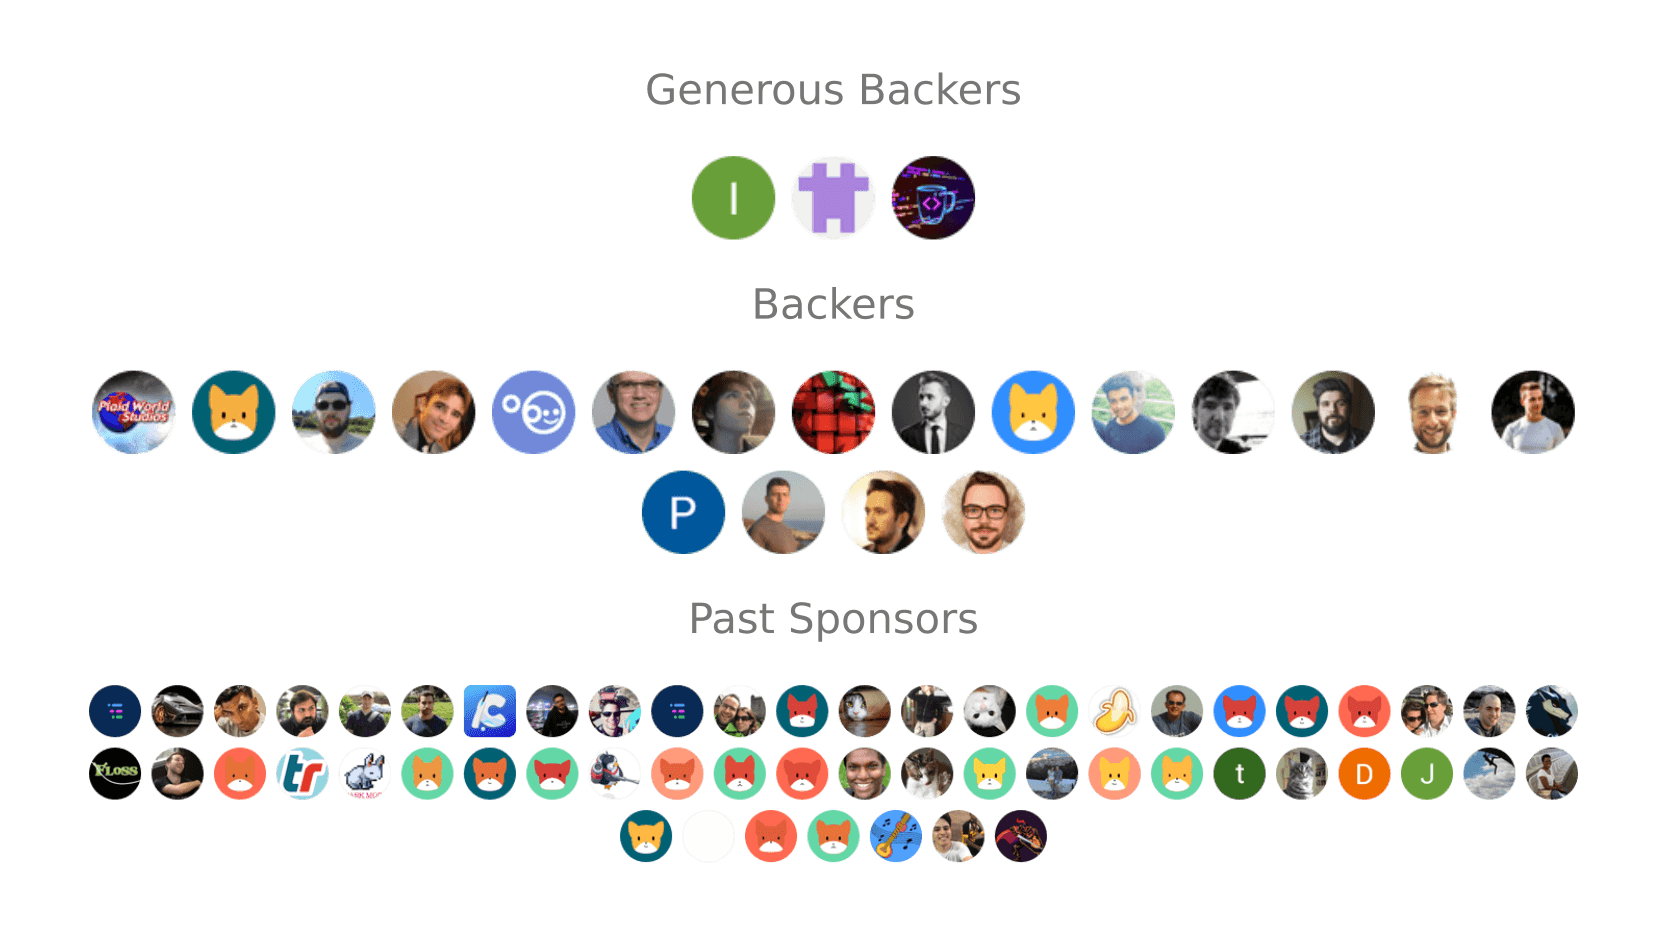 Generous Backers
I
Backers
Plaid World
Studios
P
Past Sponsors
FLOSS
tr
t
D
J